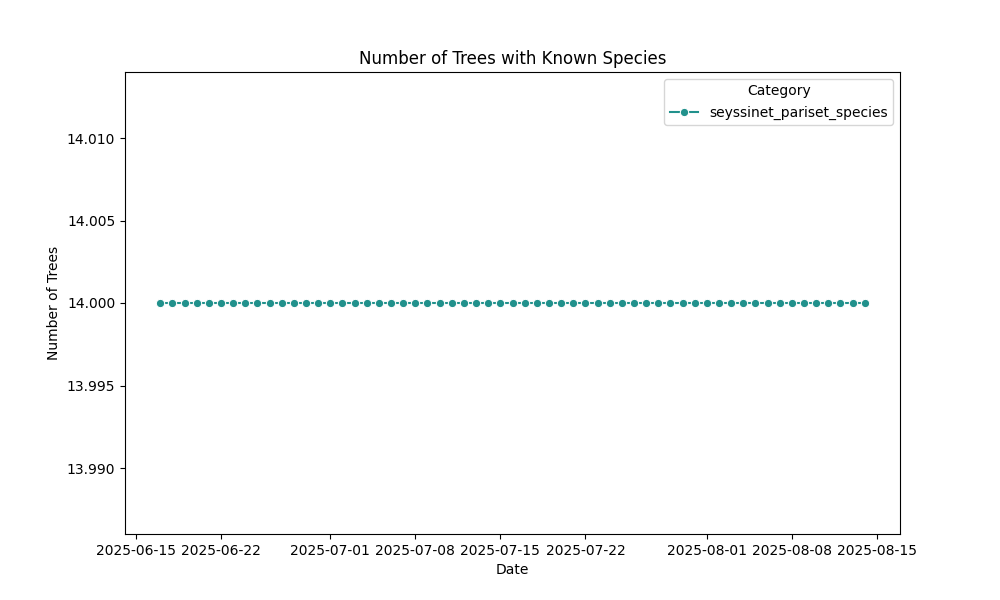 Number of Trees with Known Species
Category
seyssinet_pariset_species
Number of Trees
14.010
14.005
14.000
13.995
13.990
2025-06-15 2025-06-22 2025-07-01 2025-07-08 2025-07-15 2025-07-22 2025-08-01 2025-08-08 2025-08-15
Date